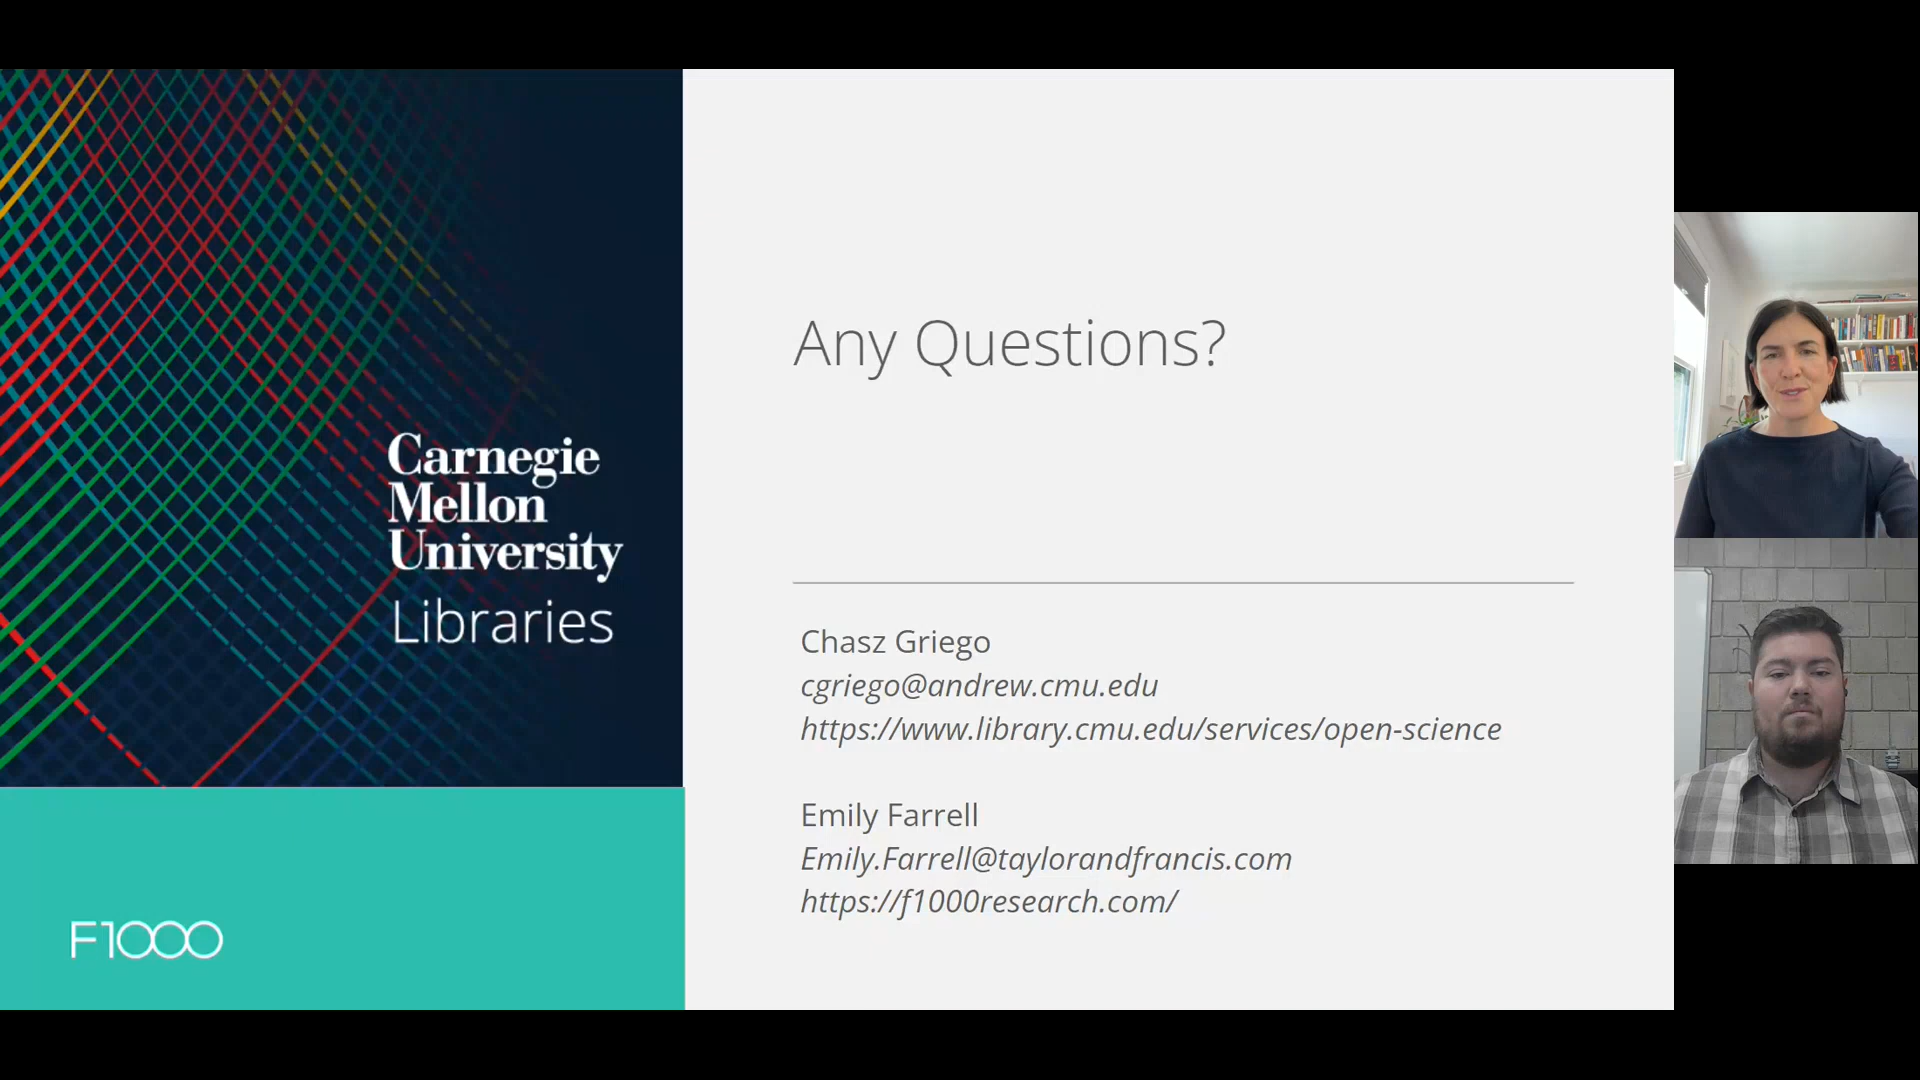 Carnegie
Mellon
University
Libraries
F1000
Any Questions?
Chasz Griego
cgriego@andrew.cmu.edu
https://www.library.cmu.edu/services/open-science
Emily Farrell
Emily.Farrell@taylorandfrancis.com
https://f1000research.com/